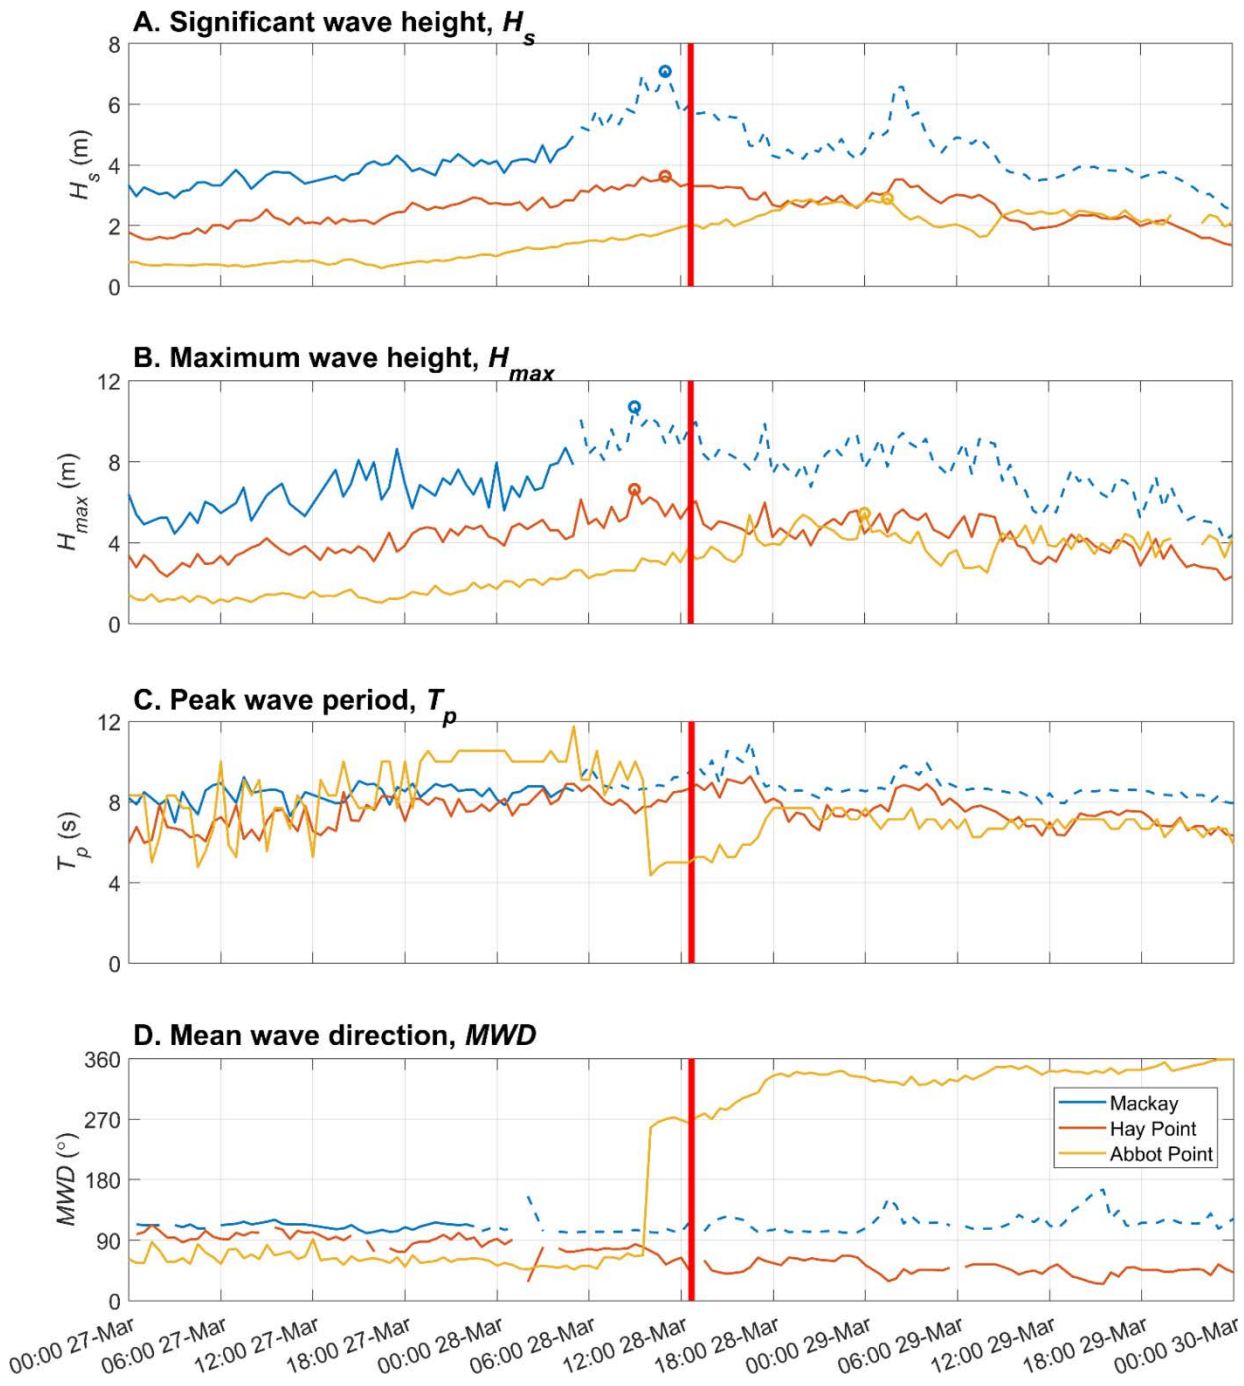 A. Significant wave height, Hs
8
6
4
2
0
Hs (m)
B. Maximum wave height, Hmax
12
8
4
0
Hmax (m)
C. Peak wave period, Tp
12
8
4
0
Tp (s)
D. Mean wave direction, MWD
360
270
180
90
0
MWD (°)
Mackay
Hay Point
Abbot Point
00:00 27-Mar
06:00 27-Mar
12:00 27-Mar
18:00 27-Mar
00:00 28-Mar
06:00 28-Mar
12:00 28-Mar
18:00 28-Mar
00:00 29-Mar
06:00 29-Mar
12:00 29-Mar
18:00 29-Mar
00:00 30-Mar